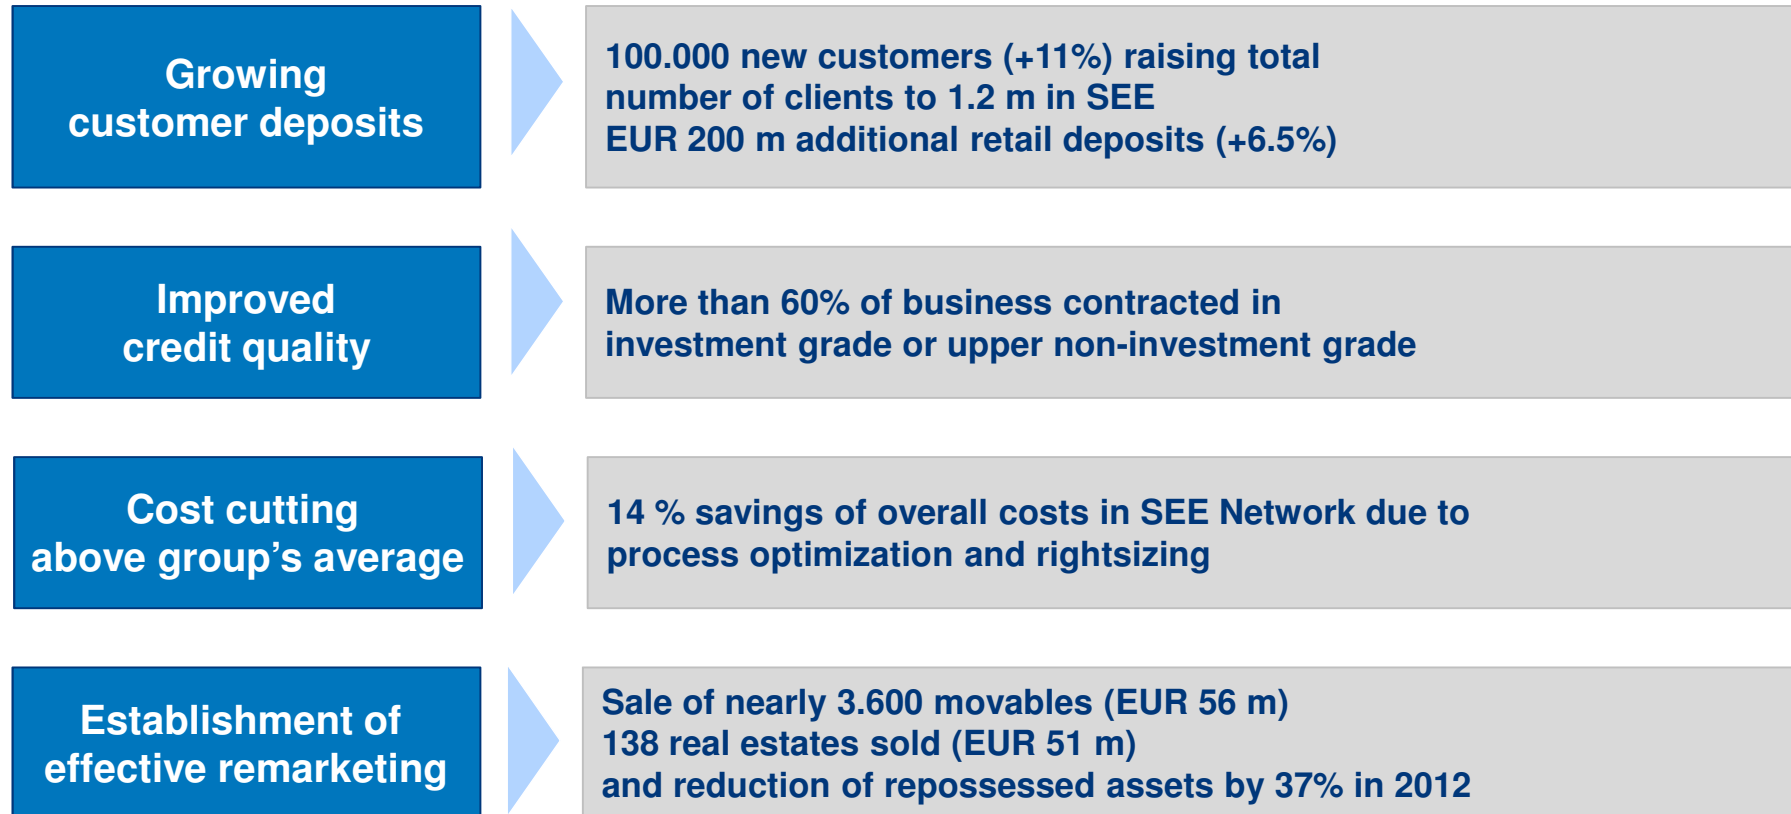 Growing
customer deposits
100.000 new customers (+11%) raising total
number of clients to 1.2 m in SEE
EUR 200 m additional retail deposits (+6.5%)
Improved
credit quality
More than 60% of business contracted in
investment grade or upper non-investment grade
Cost cutting
above group’s average
14 % savings of overall costs in SEE Network due to
process optimization and rightsizing
Establishment of
effective remarketing
Sale of nearly 3.600 movables (EUR 56 m)
138 real estates sold (EUR 51 m)
and reduction of repossessed assets by 37% in 2012